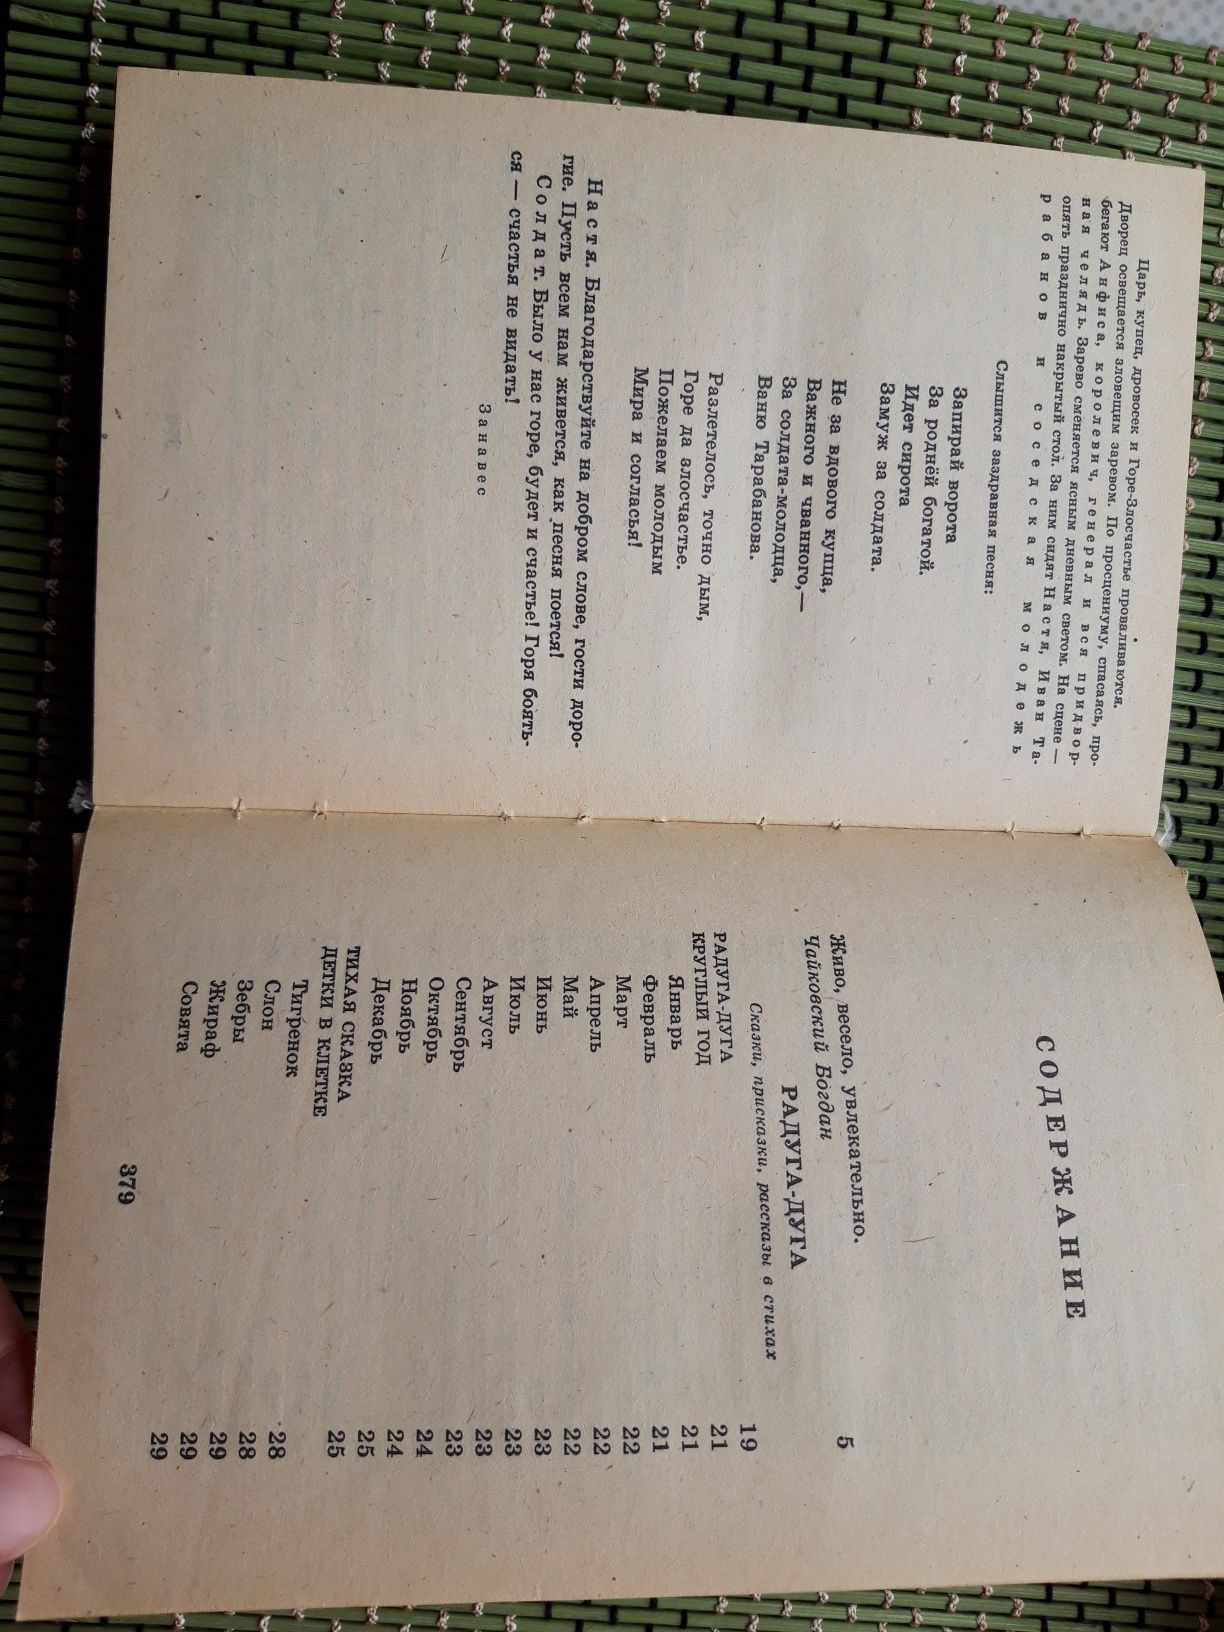 Царь, купец, дровосек и Горе-Злосчастье проваливаются.
Дворец освещается зловещим заревом. По просцениуму, спасаясь, про-
бегают Анфиса, королевич, генерал и вся придвор-
ная челядь. Зарево сменяется ясным дневным светом. На сцене —
опять празднично накрытый стол. За ним сидят Настя, Иван Та-
рабанов и соседская молодежь
Слышится заздравная песня:
Запирай ворота
За роднёй богатой.
Идет сирота
Замуж за солдата.
Не за вдового купца,
Важного и чванного,—
За солдата-молодца,
Ваню Тарабанова.
Разлетелось, точно дым,
Горе да злосчастье.
Пожелаем молодым
Мира и согласья!
Настя. Благодарствуйте на добром слове, гости доро-
гие. Пусть всем нам живется, как песня поется!
Солдат. Было у нас горе, будет и счастье! Горя боять-
ся — счастья не видать!
Занавес
СОДЕРЖАНИЕ
Живо, весело, увлекательно.
Чайковский Богдан 5
РАДУГА-ДУГА
Сказки, присказки, рассказы в стихах
РАДУГА-ДУГА 19
КРУГЛЫЙ ГОД 21
Январь 21
Февраль 21
Март 22
Апрель 22
Май 22
Июнь 23
Июль 23
Август 23
Сентябрь 23
Октябрь 24
Ноябрь 24
Декабрь 25
ТИХАЯ СКАЗКА 25
ДЕТКИ В КЛЕТКЕ
Тигренок 28
Слон 28
Зебры 29
Жираф 29
Совята 29
379